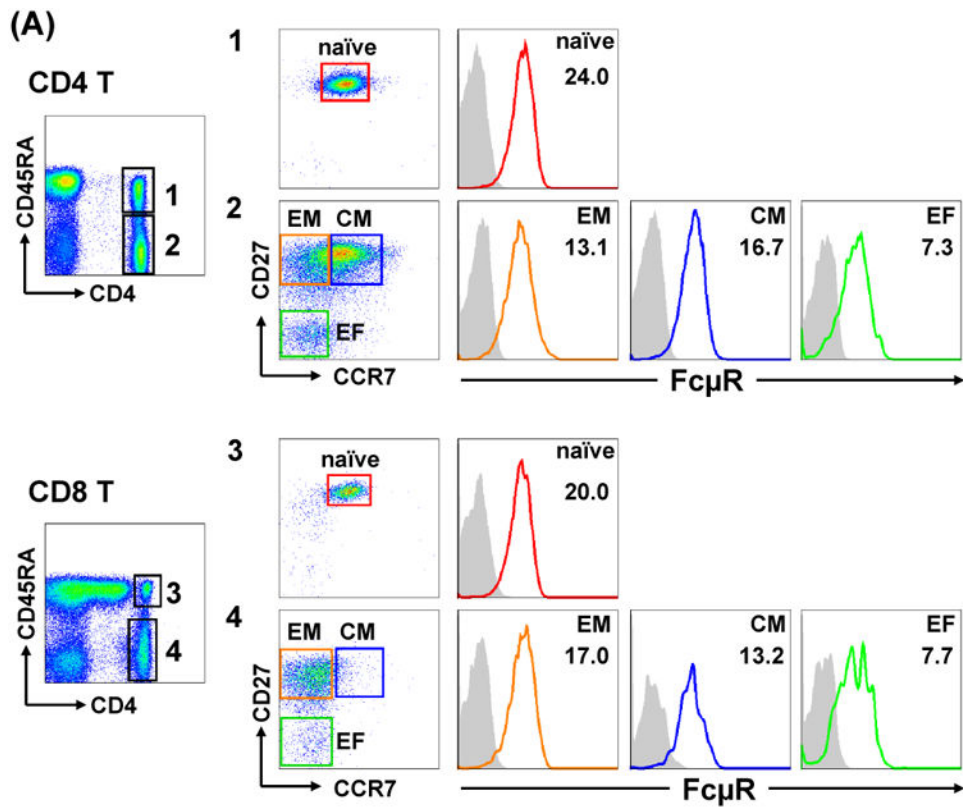 (A)
CD4 T
CD45RA
CD4
1
2
1
naïve
naïve
24.0
2
EM CM
EF
CD27
CCR7
EM
13.1
CM
16.7
EF
7.3
FcµR
CD8 T
CD45RA
CD4
3
4
3
naïve
naïve
20.0
4
EM CM
EF
CD27
CCR7
EM
17.0
CM
13.2
EF
7.7
FcµR